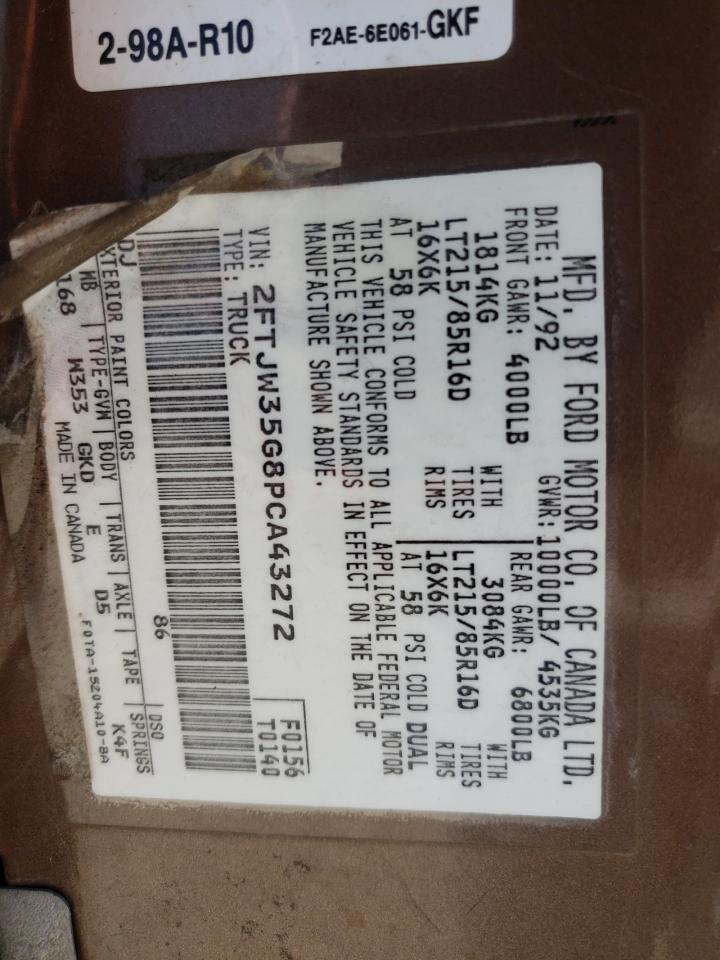 2-98A-R10 F2AE-6E061-GKF
MFD. BY FORD MOTOR CO. OF CANADA LTD.
DATE: 11/92 GVWR: 10000LB/ 4535KG
FRONT GAWR: 4000LB REAR GAWR: 6800LB
1814KG WITH 3084KG WITH
LT215/85R16D TIRES LT215/85R16D TIRES
16X6K RIMS 16X6K RIMS
AT 58 PSI COLD AT 58 PSI COLD DUAL
THIS VEHICLE CONFORMS TO ALL APPLICABLE FEDERAL MOTOR
VEHICLE SAFETY STANDARDS IN EFFECT ON THE DATE OF
MANUFACTURE SHOWN ABOVE.
VIN: 2FTJW35G8PCA43272 F0156
TYPE: TRUCK T0140
DJ 86
EXTERIOR PAINT COLORS DSO
WB TYPE-GVW BODY TRANS AXLE TAPE SPRINGS
168 W353 GKD E D5 K4F
MADE IN CANADA F0TA-15204A10-BA